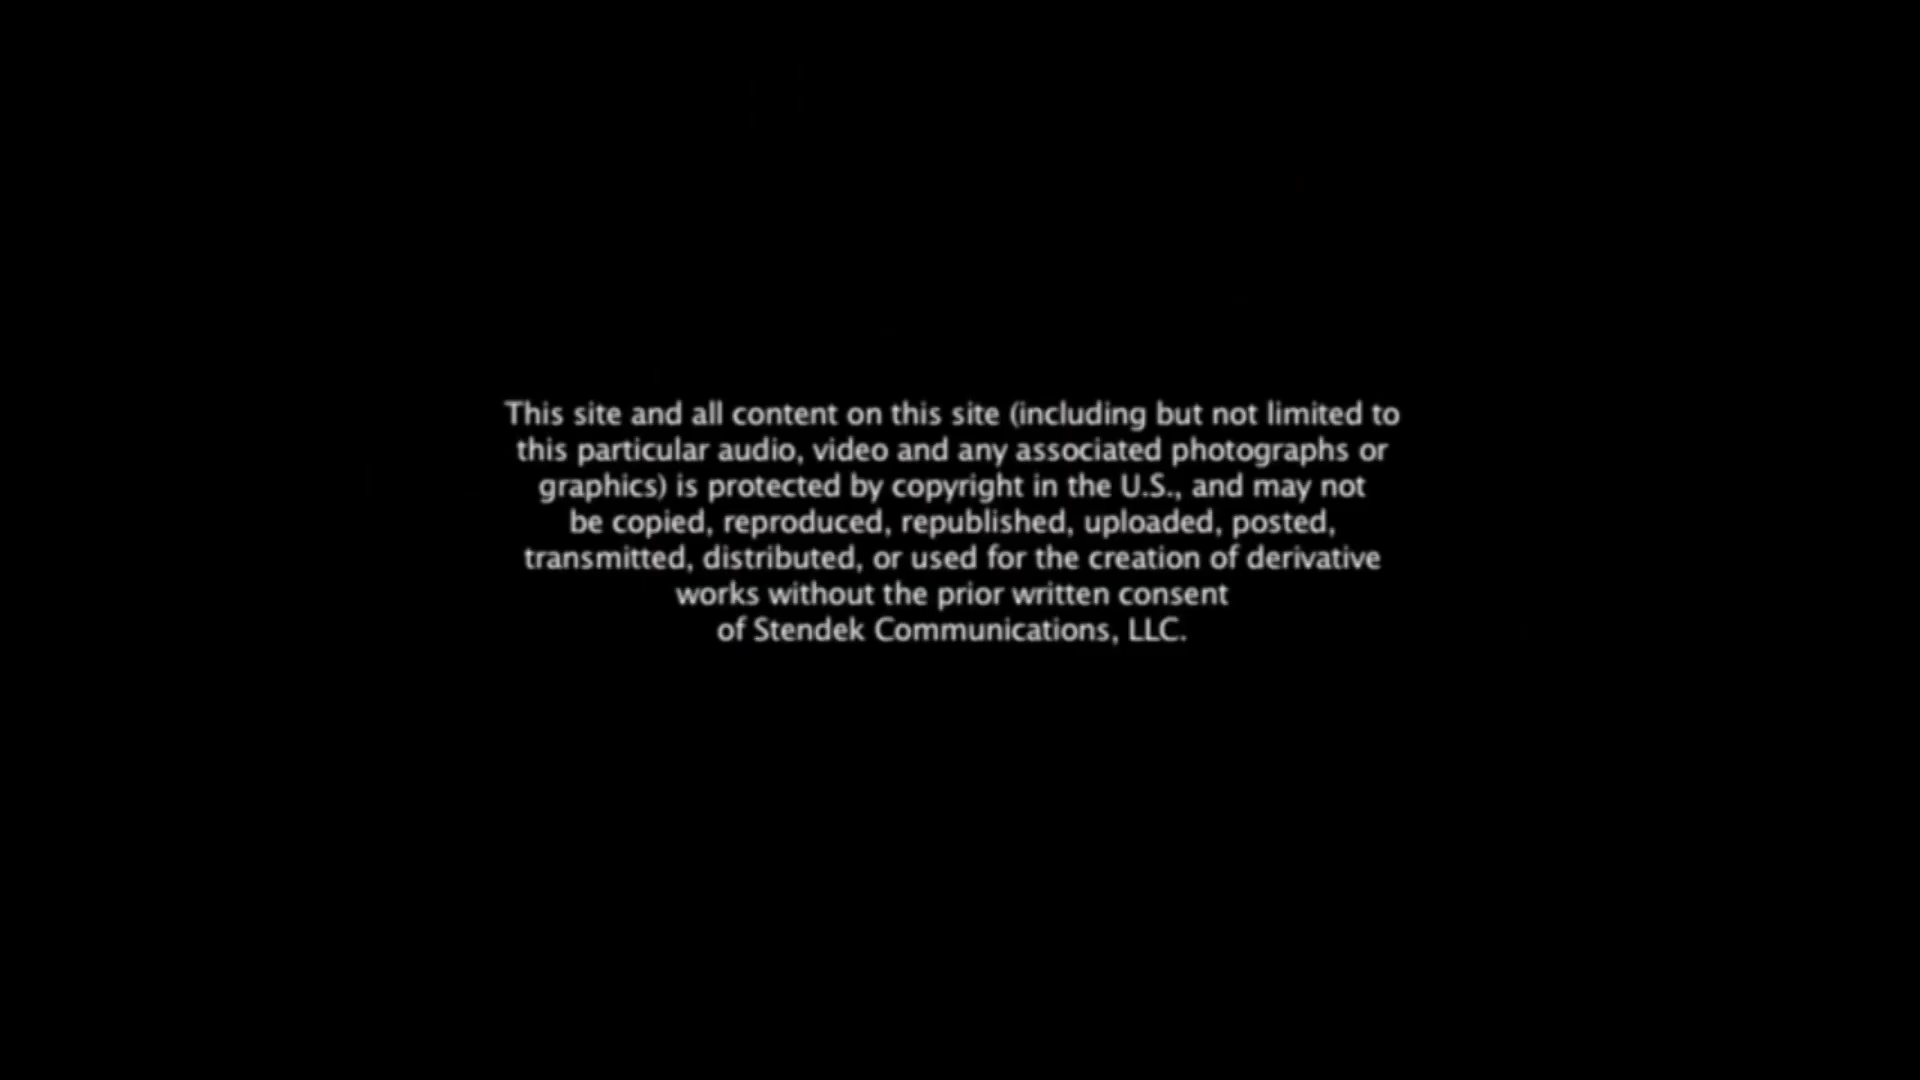 This site and all content on this site (including but not limited to
this particular audio, video and any associated photographs or
graphics) is protected by copyright in the U.S., and may not
be copied, reproduced, republished, uploaded, posted,
transmitted, distributed, or used for the creation of derivative
works without the prior written consent
of Stendek Communications, LLC.